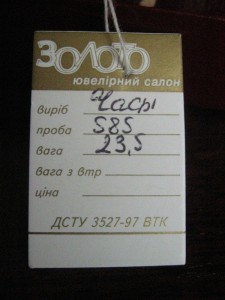 ЗОЛОТО
ювелірний салон
виріб Часы
проба 585
вага 23,5
вага з втр
ціна
ДСТУ 3527-97 ВТК